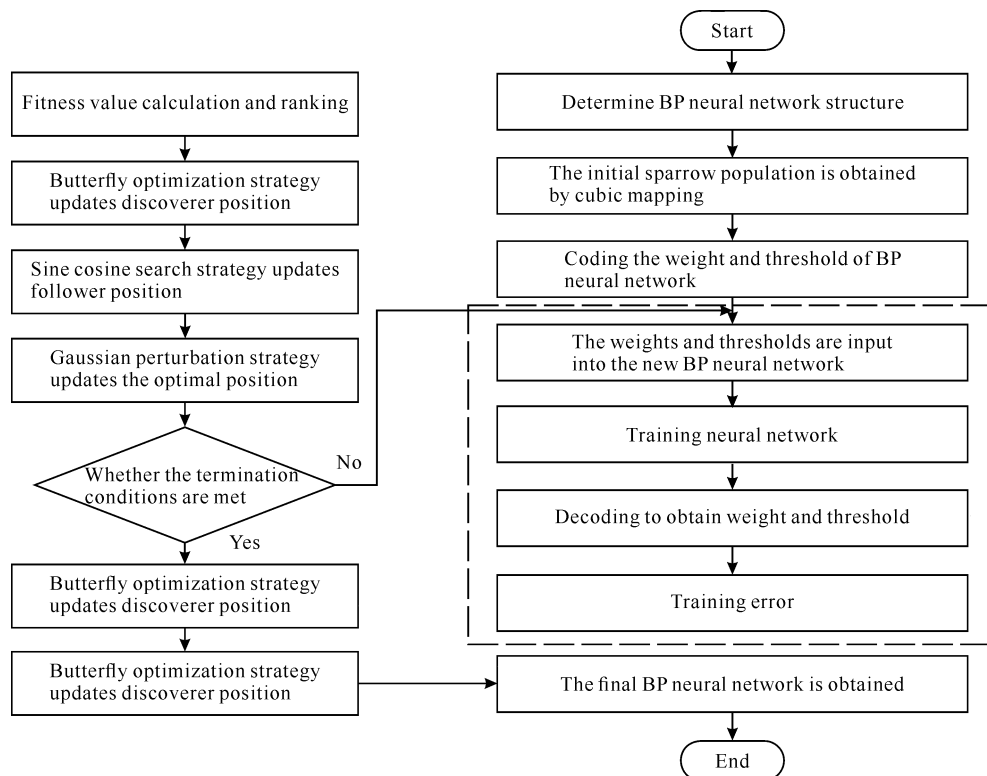 Start
Determine BP neural network structure
The initial sparrow population is obtained
by cubic mapping
Coding the weight and threshold of BP
neural network
The weights and thresholds are input
into the new BP neural network
Training neural network
Decoding to obtain weight and threshold
Training error
Fitness value calculation and ranking
Butterfly optimization strategy
updates discoverer position
Sine cosine search strategy updates
follower position
Gaussian perturbation strategy
updates the optimal position
Whether the termination
conditions are met
No
Yes
Butterfly optimization strategy
updates discoverer position
Butterfly optimization strategy
updates discoverer position
The final BP neural network is obtained
End